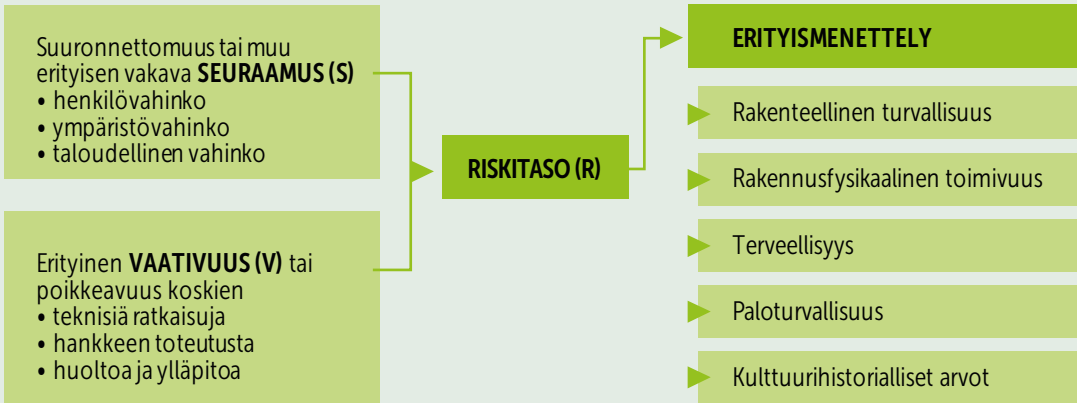 Suuronnettomuus tai muu
erityisen vakava SEURAAMUS (S)
• henkilövahinko
• ympäristövahinko
• taloudellinen vahinko
Erityinen VAATIVUUS (V) tai
poikkeavuus koskien
• teknisiä ratkaisuja
• hankkeen toteutusta
• huoltoa ja ylläpitoa
RISKITASO (R)
ERITYISMENETTELY
Rakenteellinen turvallisuus
Rakennusfysikaalinen toimivuus
Terveellisyys
Paloturvallisuus
Kulttuurihistorialliset arvot